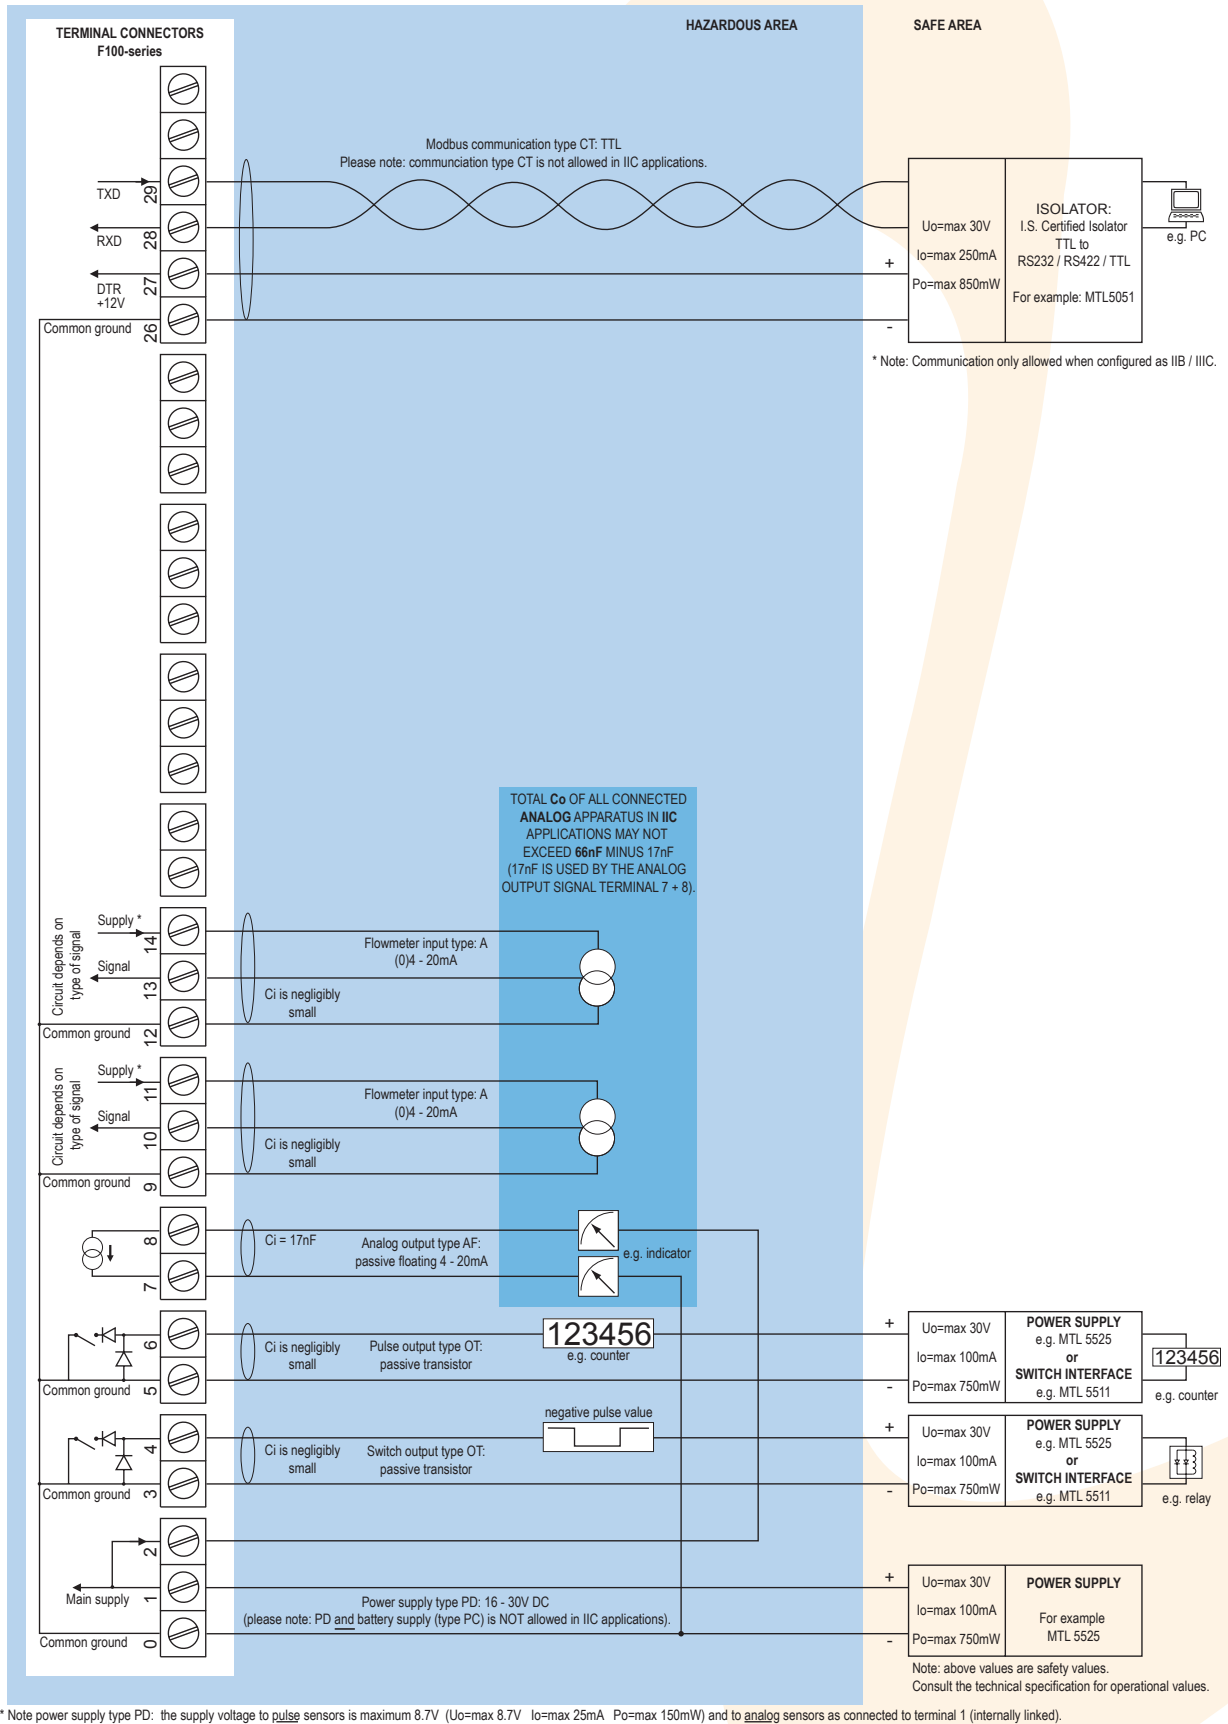 TERMINAL CONNECTORS
F100-series
HAZARDOUS AREA
SAFE AREA
Modbus communication type CT: TTL
Please note: communciation type CT is not allowed in IIC applications.
TXD
29
RXD
28
DTR
+12V
27
Common ground
26
+
-
Uo=max 30V
Io=max 250mA
Po=max 850mW
ISOLATOR:
I.S. Certified Isolator
TTL to
RS232 / RS422 / TTL
For example: MTL5051
e.g. PC
* Note: Communication only allowed when configured as IIB / IIIC.
TOTAL Co OF ALL CONNECTED
ANALOG APPARATUS IN IIC
APPLICATIONS MAY NOT
EXCEED 66nF MINUS 17nF
(17nF IS USED BY THE ANALOG
OUTPUT SIGNAL TERMINAL 7 + 8).
Circuit depends on
type of signal
Supply *
14
Signal
13
Common ground
12
Flowmeter input type: A
(0)4 - 20mA
Ci is negligibly
small
Circuit depends on
type of signal
Supply *
11
Signal
10
Common ground
9
Flowmeter input type: A
(0)4 - 20mA
Ci is negligibly
small
8
7
Ci = 17nF
Analog output type AF:
passive floating 4 - 20mA
e.g. indicator
6
Common ground
5
Ci is negligibly
small
Pulse output type OT:
passive transistor
123456
e.g. counter
+
-
Uo=max 30V
Io=max 100mA
Po=max 750mW
POWER SUPPLY
e.g. MTL 5525
or
SWITCH INTERFACE
e.g. MTL 5511
123456
e.g. counter
4
Common ground
3
Ci is negligibly
small
Switch output type OT:
passive transistor
negative pulse value
+
-
Uo=max 30V
Io=max 100mA
Po=max 750mW
POWER SUPPLY
e.g. MTL 5525
or
SWITCH INTERFACE
e.g. MTL 5511
e.g. relay
2
Main supply
1
Common ground
0
Power supply type PD: 16 - 30V DC
(please note: PD and battery supply (type PC) is NOT allowed in IIC applications).
+
-
Uo=max 30V
Io=max 100mA
Po=max 750mW
POWER SUPPLY
For example
MTL 5525
Note: above values are safety values.
Consult the technical specification for operational values.
* Note power supply type PD: the supply voltage to pulse sensors is maximum 8.7V (Uo=max 8.7V Io=max 25mA Po=max 150mW) and to analog sensors as connected to terminal 1 (internally linked).